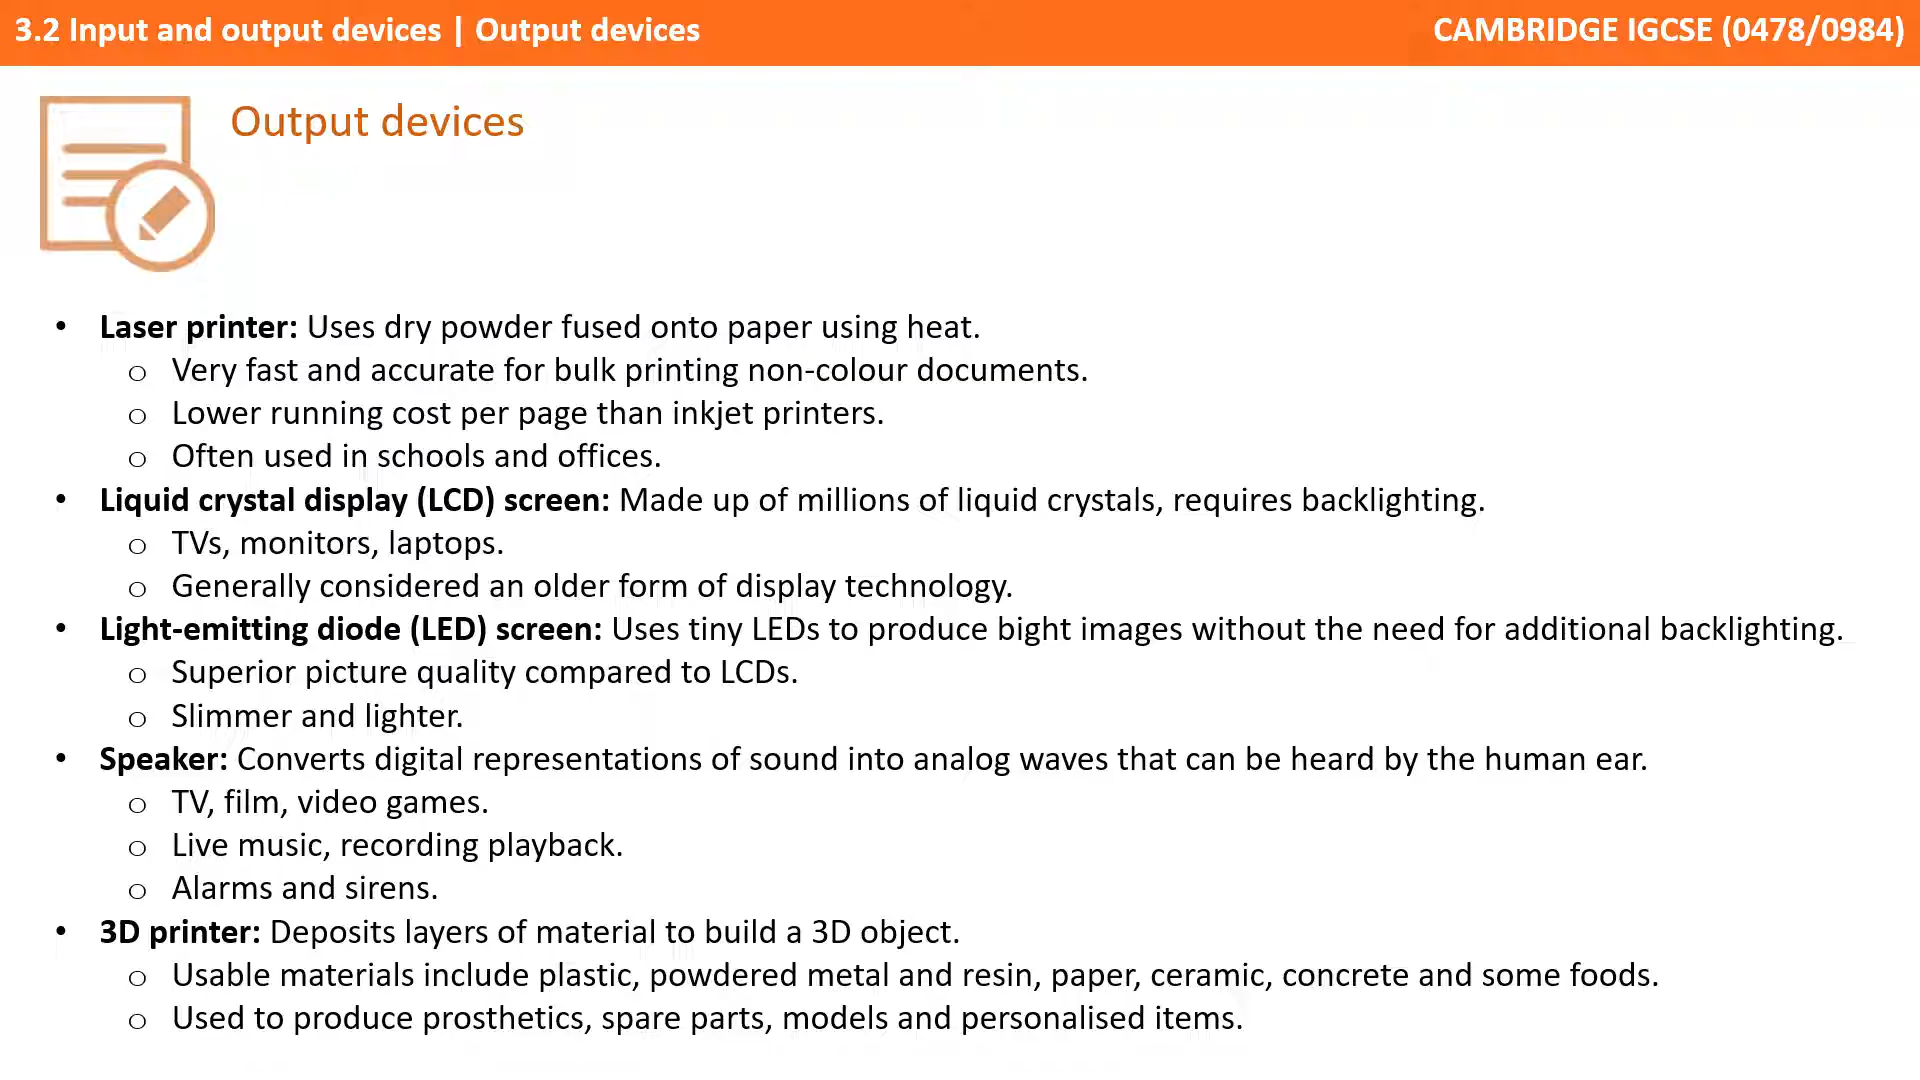 3.2 Input and output devices | Output devices
CAMBRIDGE IGCSE (0478/0984)
Output devices
• Laser printer: Uses dry powder fused onto paper using heat.
o Very fast and accurate for bulk printing non-colour documents.
o Lower running cost per page than inkjet printers.
o Often used in schools and offices.
• Liquid crystal display (LCD) screen: Made up of millions of liquid crystals, requires backlighting.
o TVs, monitors, laptops.
o Generally considered an older form of display technology.
• Light-emitting diode (LED) screen: Uses tiny LEDs to produce bight images without the need for additional backlighting.
o Superior picture quality compared to LCDs.
o Slimmer and lighter.
• Speaker: Converts digital representations of sound into analog waves that can be heard by the human ear.
o TV, film, video games.
o Live music, recording playback.
o Alarms and sirens.
• 3D printer: Deposits layers of material to build a 3D object.
o Usable materials include plastic, powdered metal and resin, paper, ceramic, concrete and some foods.
o Used to produce prosthetics, spare parts, models and personalised items.